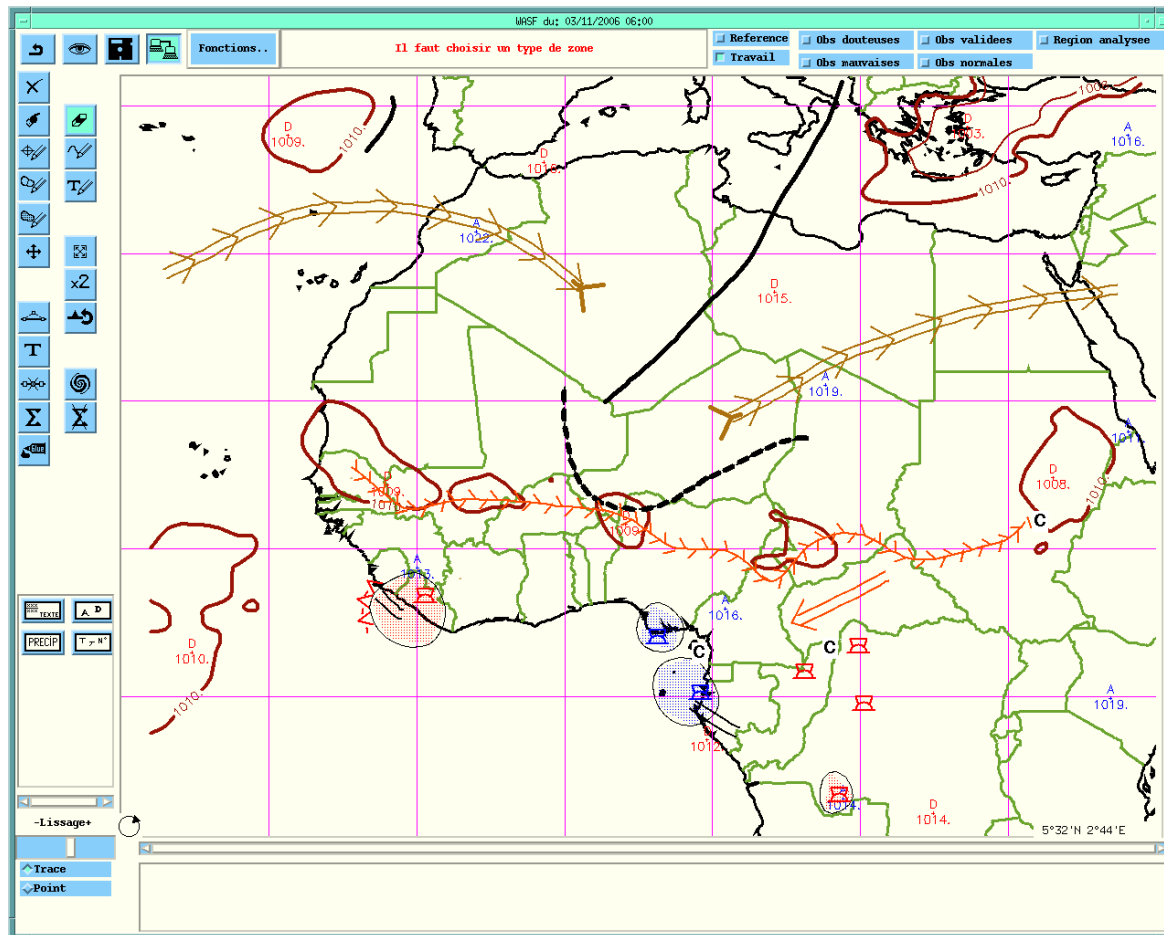 WASF du: 03/11/2006 06:00
Fonctions..
Il faut choisir un type de zone
Reference
Travail
Obs douteuses
Obs mauvaises
Obs validees
Obs normales
Region analysee
x2
T
T
Σ
Σ
Glue
TEXTE
A D
PRECIP
-Lissage+
Trace
Point
D
1009.
1010.
D
1003.
1010.
A
1016.
A
1022.
D
1015.
A
1019.
D
1008.
1010.
C
D
1009.
D
1009.
A
1013.
A
1016.
C
C
D
1010.
1010.
A
1019.
D
1012.
1014.
D
1014.
5°32'N 2°44'E